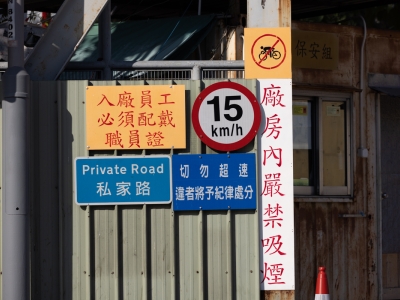 入廠員工
必須配戴
職員證
15
km/h
Private Road
私家路
切勿超速
違者將予紀律處分
廠房內嚴禁吸煙
保安組